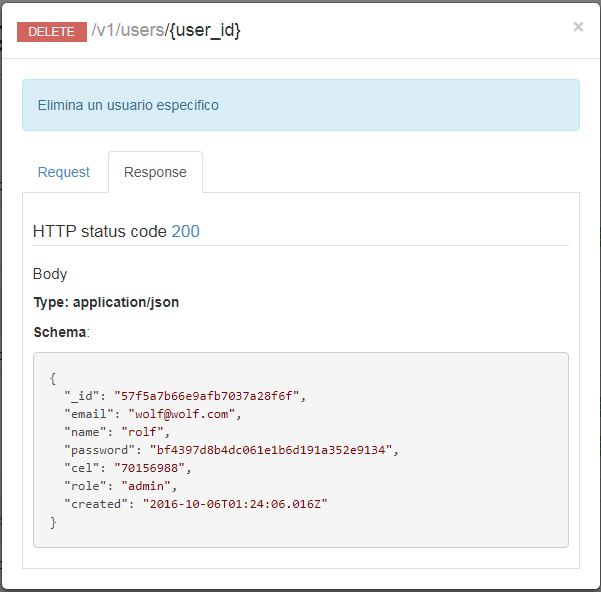 DELETE /v1/users/{user_id} ×
Elimina un usuario especifico
Request Response
HTTP status code 200
Body
Type: application/json
Schema:
{
"_id": "57f5a7b66e9afb7037a28f6f",
"email": "wolf@wolf.com",
"name": "rolf",
"password": "bf4397d8b4dc061e1b6d191a352e9134",
"cel": "70156988",
"role": "admin",
"created": "2016-10-06T01:24:06.016Z"
}